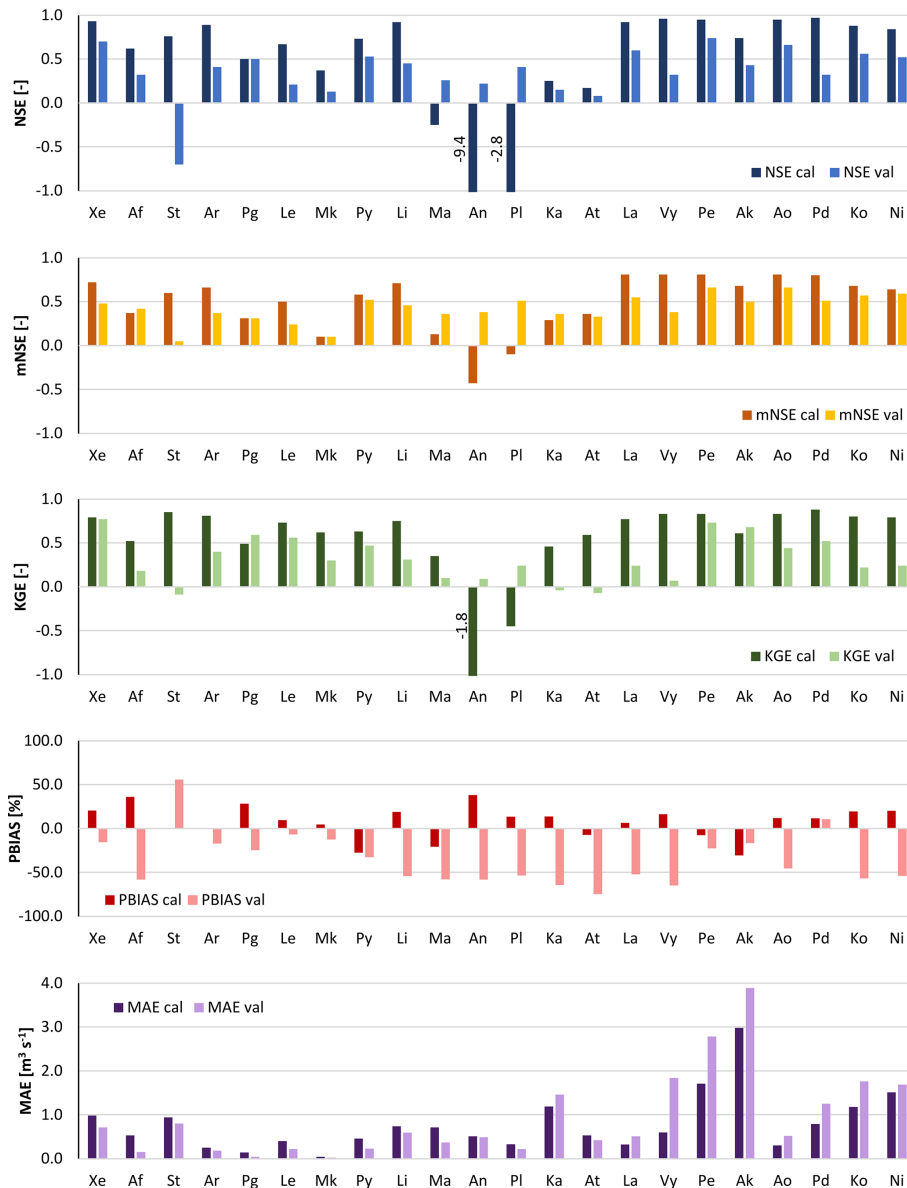 1.0
0.5
0.0
-0.5
-1.0
NSE [-]
-9.4
-2.8
NSE cal NSE val
Xe Af St Ar Pg Le Mk Py Li Ma An Pl Ka At La Vy Pe Ak Ao Pd Ko Ni
1.0
0.5
0.0
-0.5
-1.0
mNSE [-]
mNSE cal mNSE val
Xe Af St Ar Pg Le Mk Py Li Ma An Pl Ka At La Vy Pe Ak Ao Pd Ko Ni
1.0
0.5
0.0
-0.5
-1.0
KGE [-]
-1.8
KGE cal KGE val
Xe Af St Ar Pg Le Mk Py Li Ma An Pl Ka At La Vy Pe Ak Ao Pd Ko Ni
100.0
50.0
0.0
-50.0
-100.0
PBIAS [%]
PBIAS cal PBIAS val
Xe Af St Ar Pg Le Mk Py Li Ma An Pl Ka At La Vy Pe Ak Ao Pd Ko Ni
4.0
3.0
2.0
1.0
0.0
MAE [m³ s⁻¹]
MAE cal MAE val
Xe Af St Ar Pg Le Mk Py Li Ma An Pl Ka At La Vy Pe Ak Ao Pd Ko Ni